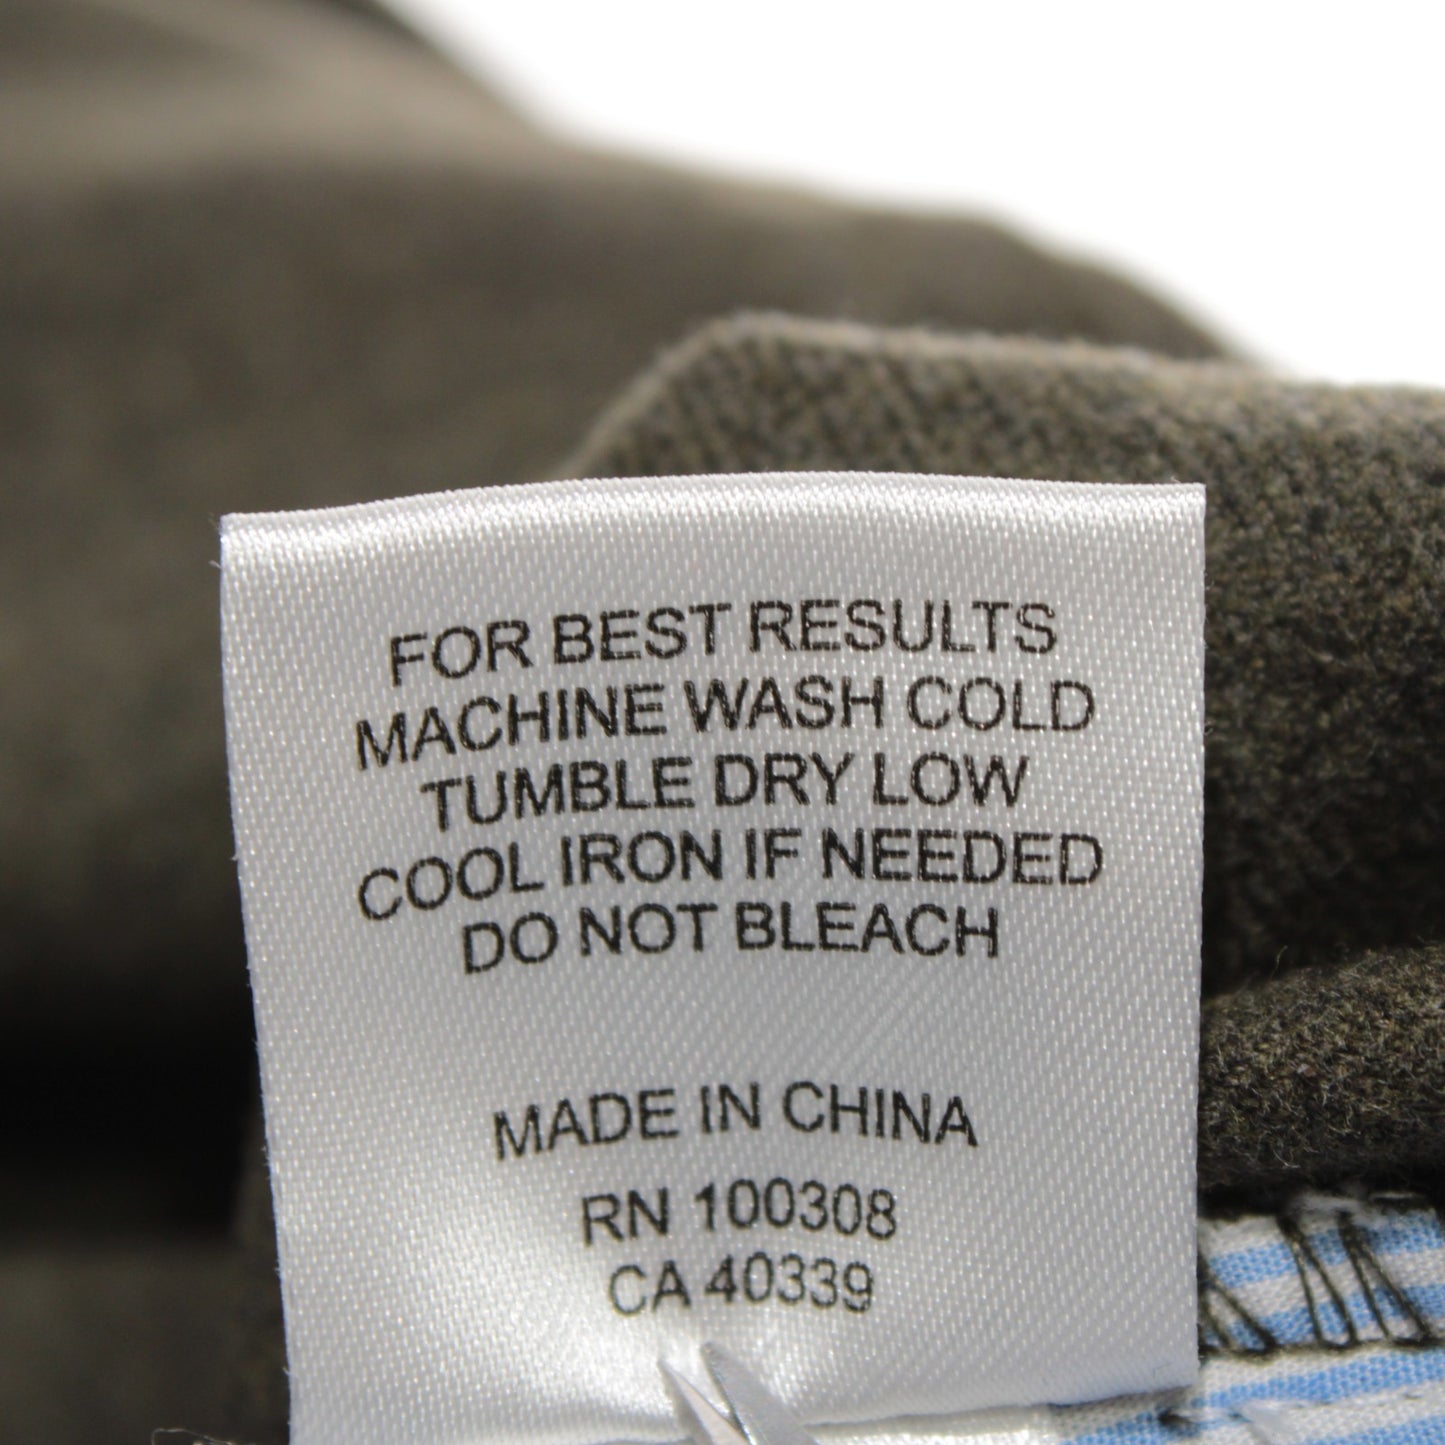 FOR BEST RESULTS
MACHINE WASH COLD
TUMBLE DRY LOW
COOL IRON IF NEEDED
DO NOT BLEACH
MADE IN CHINA
RN 100308
CA 40339